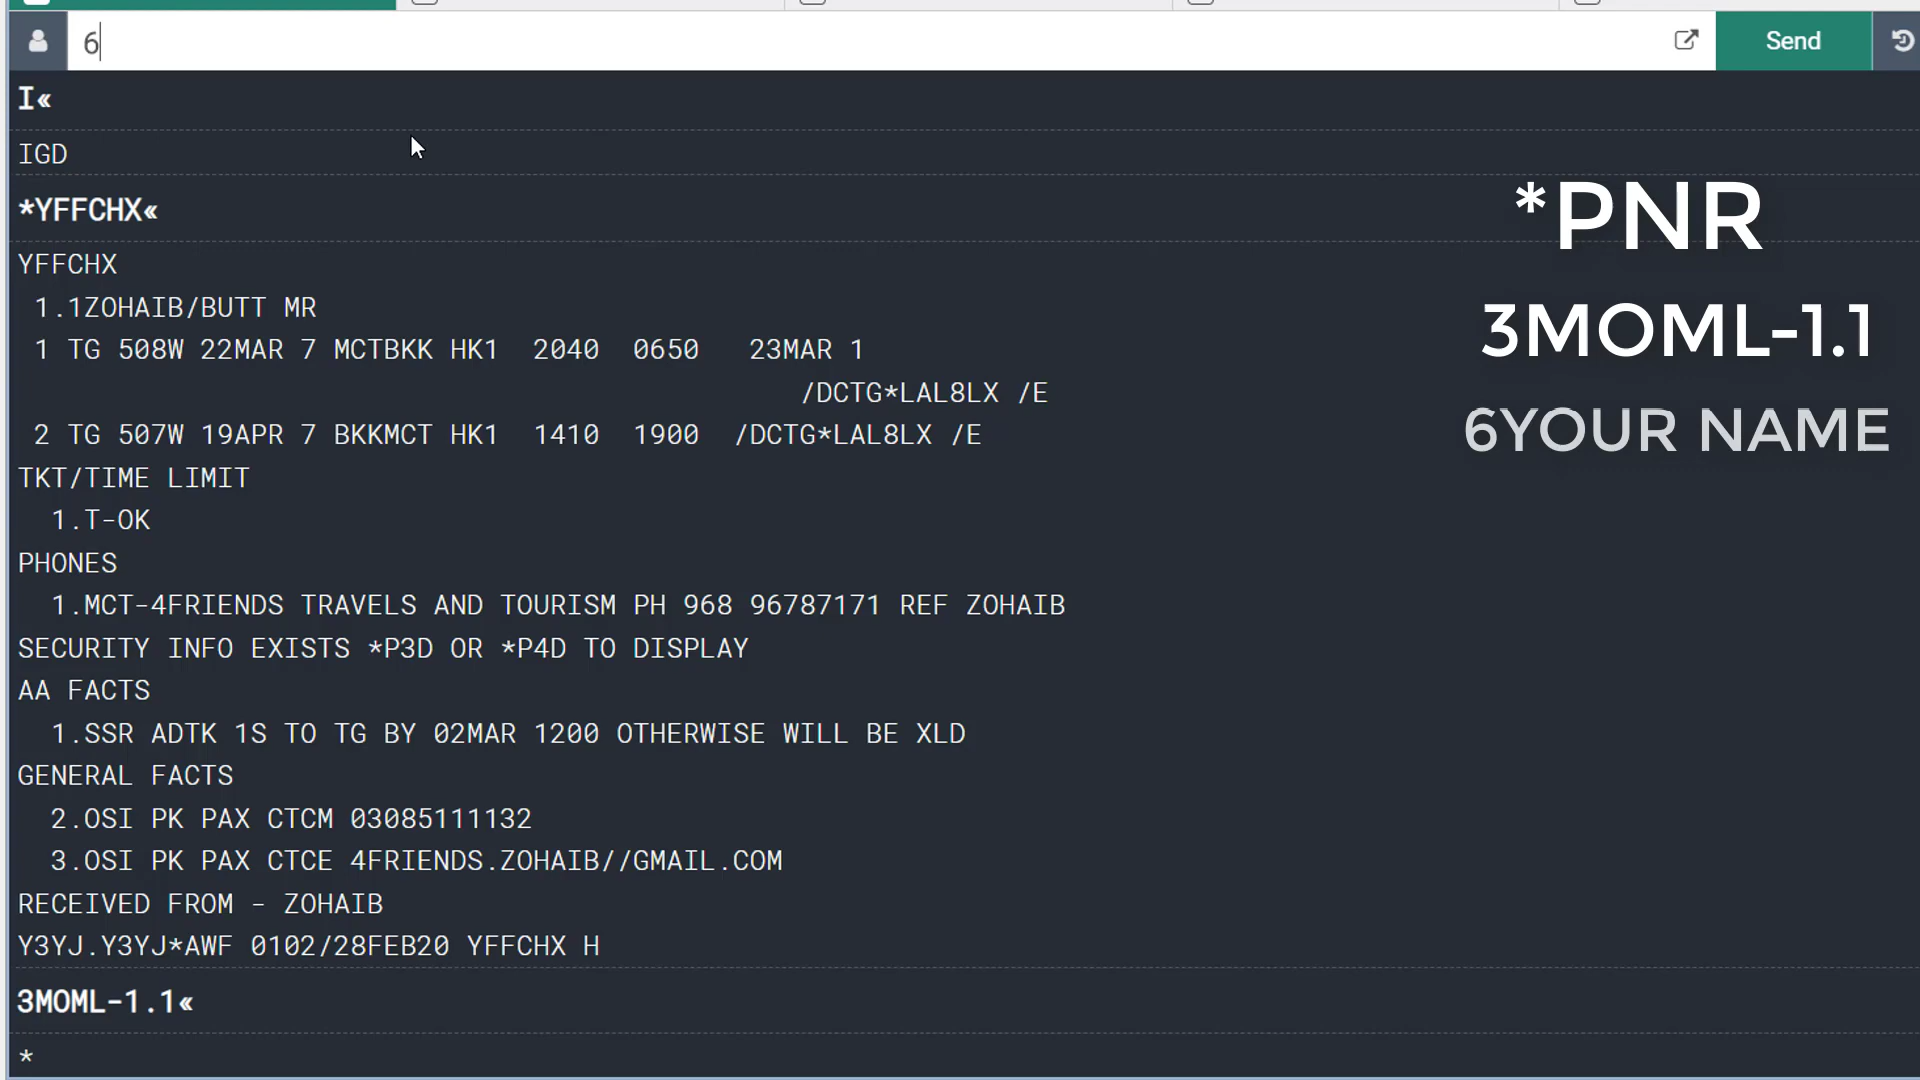 6
Send
I«
IGD
*YFFCHX«
YFFCHX
1.1ZOHAIB/BUTT MR
1 TG 508W 22MAR 7 MCTBKK HK1 2040 0650 23MAR 1
/DCTG*LAL8LX /E
2 TG 507W 19APR 7 BKKMCT HK1 1410 1900 /DCTG*LAL8LX /E
TKT/TIME LIMIT
1.T-OK
PHONES
1.MCT-4FRIENDS TRAVELS AND TOURISM PH 968 96787171 REF ZOHAIB
SECURITY INFO EXISTS *P3D OR *P4D TO DISPLAY
AA FACTS
1.SSR ADTK 1S TO TG BY 02MAR 1200 OTHERWISE WILL BE XLD
GENERAL FACTS
2.OSI PK PAX CTCM 03085111132
3.OSI PK PAX CTCE 4FRIENDS.ZOHAIB//GMAIL.COM
RECEIVED FROM - ZOHAIB
Y3YJ.Y3YJ*AWF 0102/28FEB20 YFFCHX H
3MOML-1.1«
*
*PNR
3MOML-1.1
6YOUR NAME